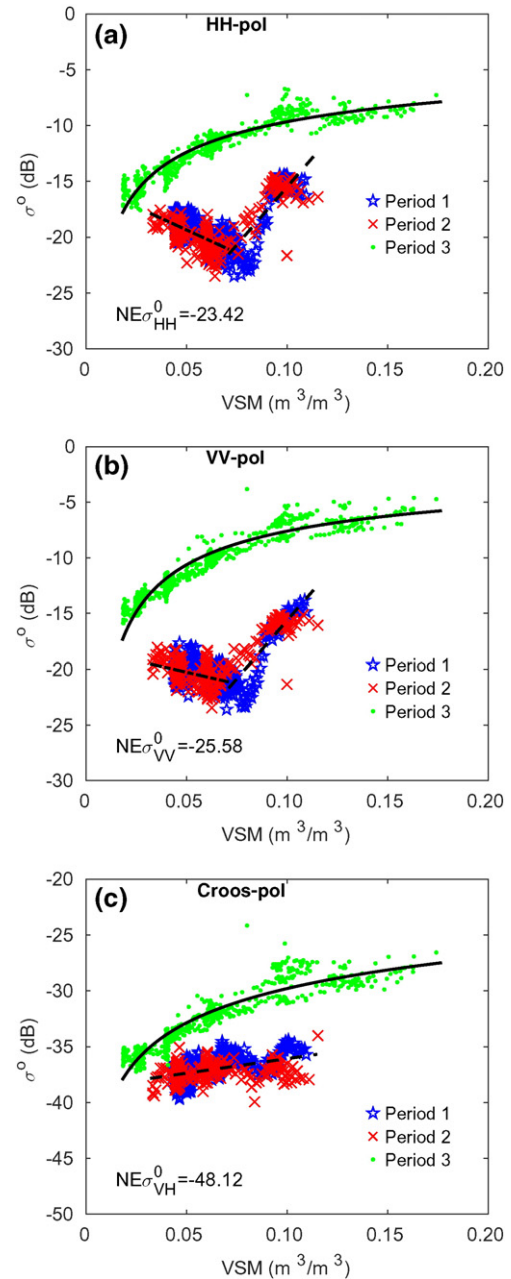 (a) HH-pol
0
-5
-10
-15
-20
-25
-30
σ° (dB)
Period 1
Period 2
Period 3
NEσ⁰HH=-23.42
0 0.05 0.10 0.15 0.20
VSM (m ³/m ³)
(b) VV-pol
0
-5
-10
-15
-20
-25
-30
σ° (dB)
Period 1
Period 2
Period 3
NEσ⁰VV=-25.58
0 0.05 0.10 0.15 0.20
VSM (m ³/m ³)
(c) Croos-pol
-20
-25
-30
-35
-40
-45
-50
σ° (dB)
Period 1
Period 2
Period 3
NEσ⁰VH=-48.12
0 0.05 0.10 0.15 0.20
VSM (m ³/m ³)